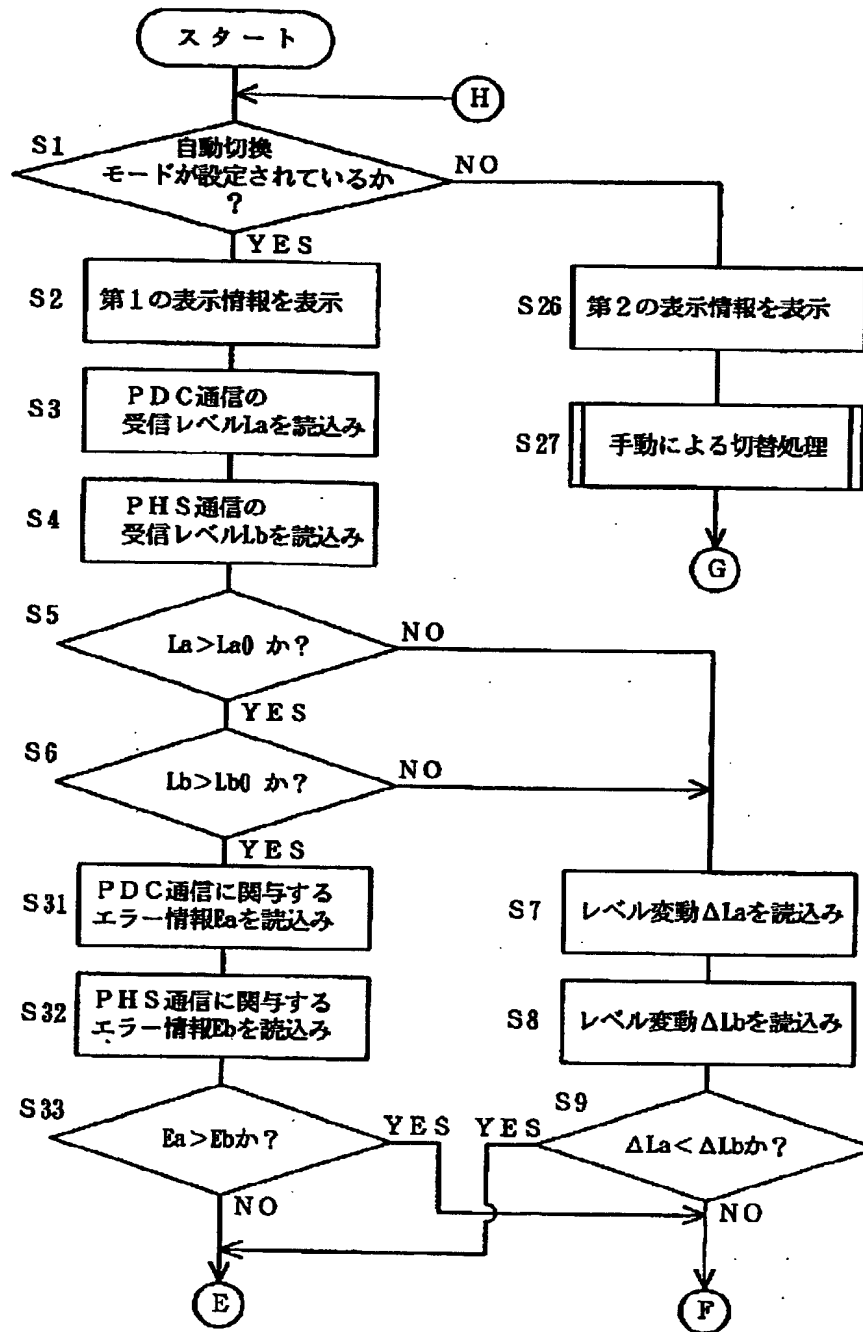 スタート
H
S1
自動切換
モードが設定されているか
?
NO
YES
S2
第1の表示情報を表示
S26
第2の表示情報を表示
S3
PDC通信の
受信レベルLaを読込み
S27
手動による切替処理
S4
PHS通信の
受信レベルLbを読込み
G
S5
La>La0 か?
NO
YES
S6
Lb>Lb0 か?
NO
YES
S31
PDC通信に関与する
エラー情報Eaを読込み
S7
レベル変動ΔLaを読込み
S32
PHS通信に関与する
エラー情報Ebを読込み
S8
レベル変動ΔLbを読込み
S33
Ea>Ebか?
YES
NO
S9
YES
ΔLa<ΔLbか?
NO
E
F